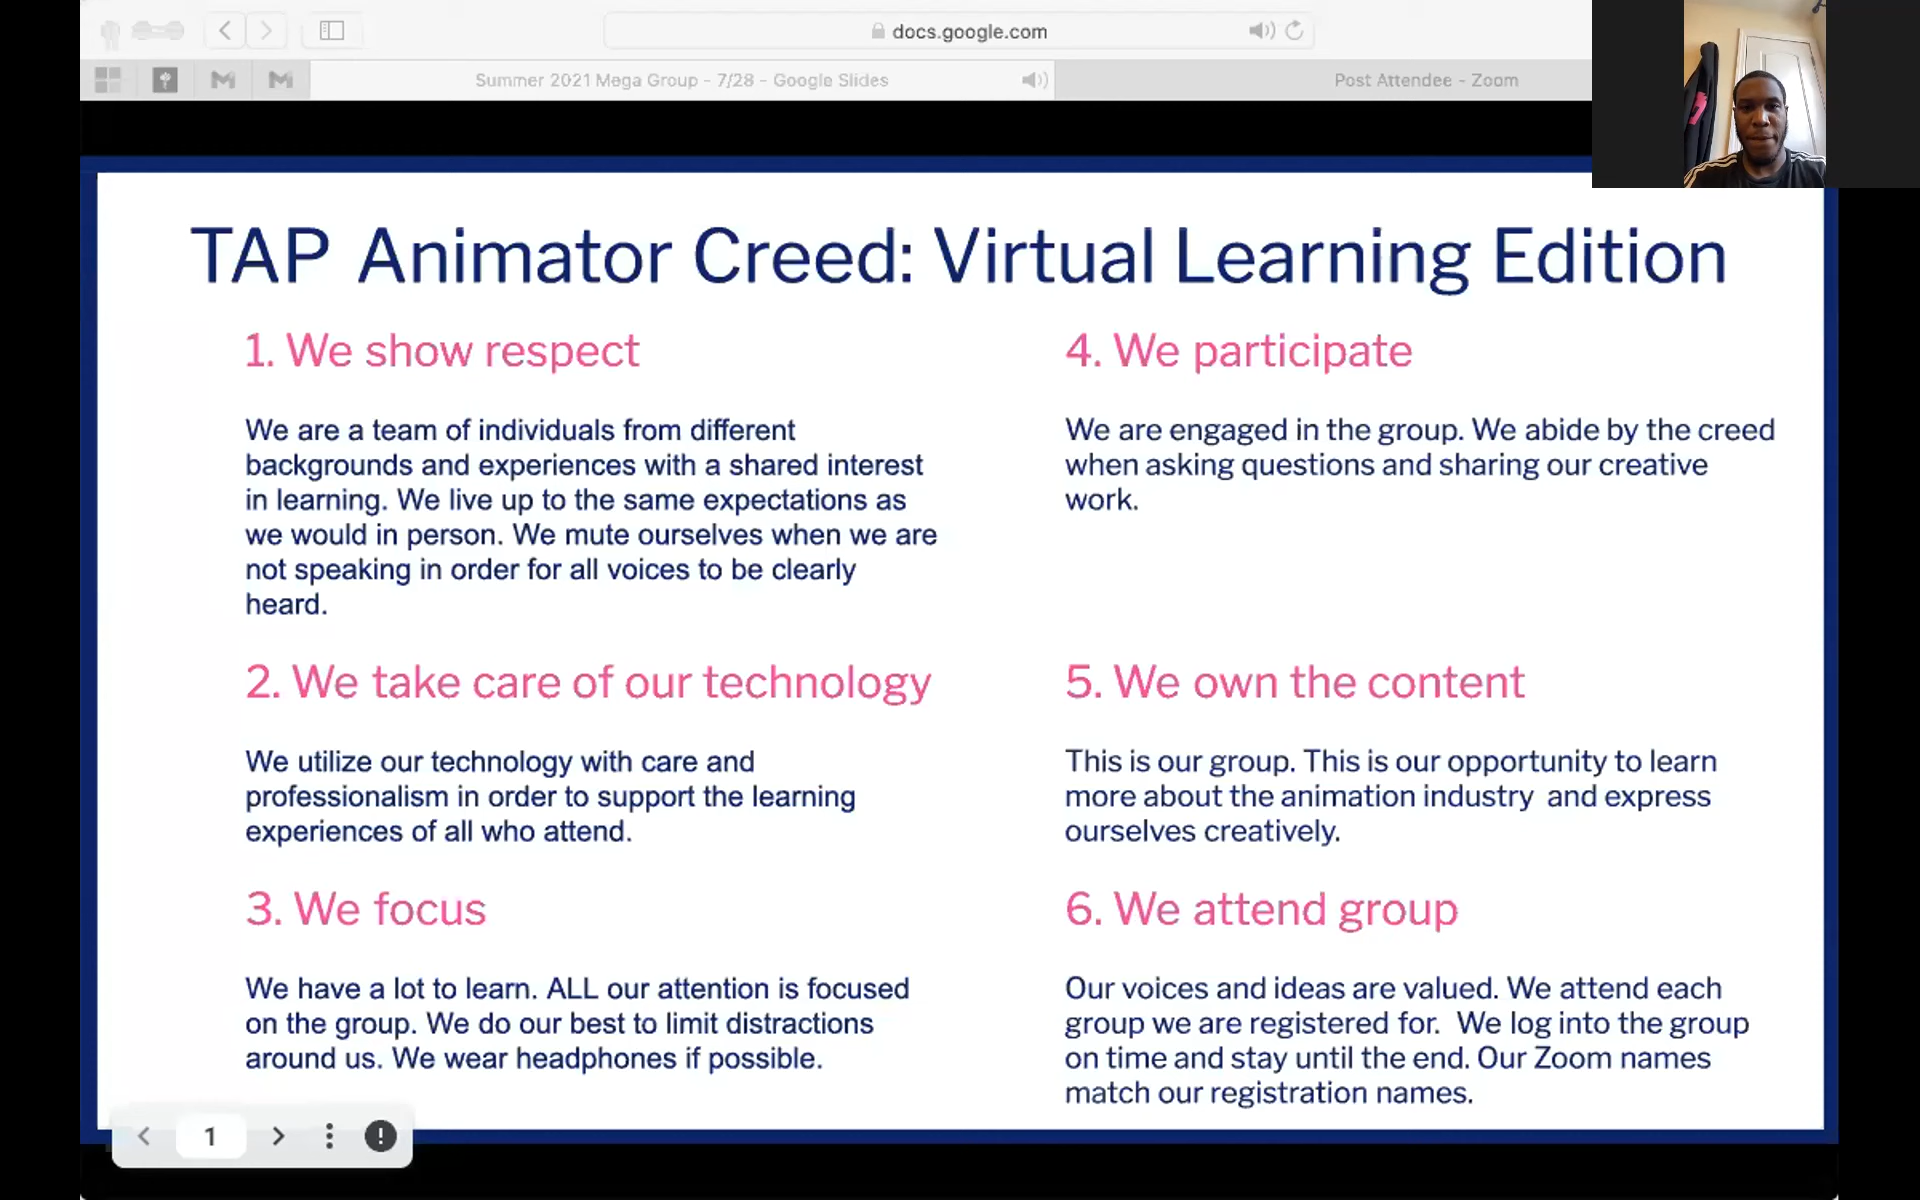 docs.google.com
Summer 2021 Mega Group - 7/28 - Google Slides
Post Attendee - Zoom
TAP Animator Creed: Virtual Learning Edition
1. We show respect
We are a team of individuals from different
backgrounds and experiences with a shared interest
in learning. We live up to the same expectations as
we would in person. We mute ourselves when we are
not speaking in order for all voices to be clearly
heard.
2. We take care of our technology
We utilize our technology with care and
professionalism in order to support the learning
experiences of all who attend.
3. We focus
We have a lot to learn. ALL our attention is focused
on the group. We do our best to limit distractions
around us. We wear headphones if possible.
4. We participate
We are engaged in the group. We abide by the creed
when asking questions and sharing our creative
work.
5. We own the content
This is our group. This is our opportunity to learn
more about the animation industry  and express
ourselves creatively.
6. We attend group
Our voices and ideas are valued. We attend each
group we are registered for.  We log into the group
on time and stay until the end. Our Zoom names
match our registration names.
1